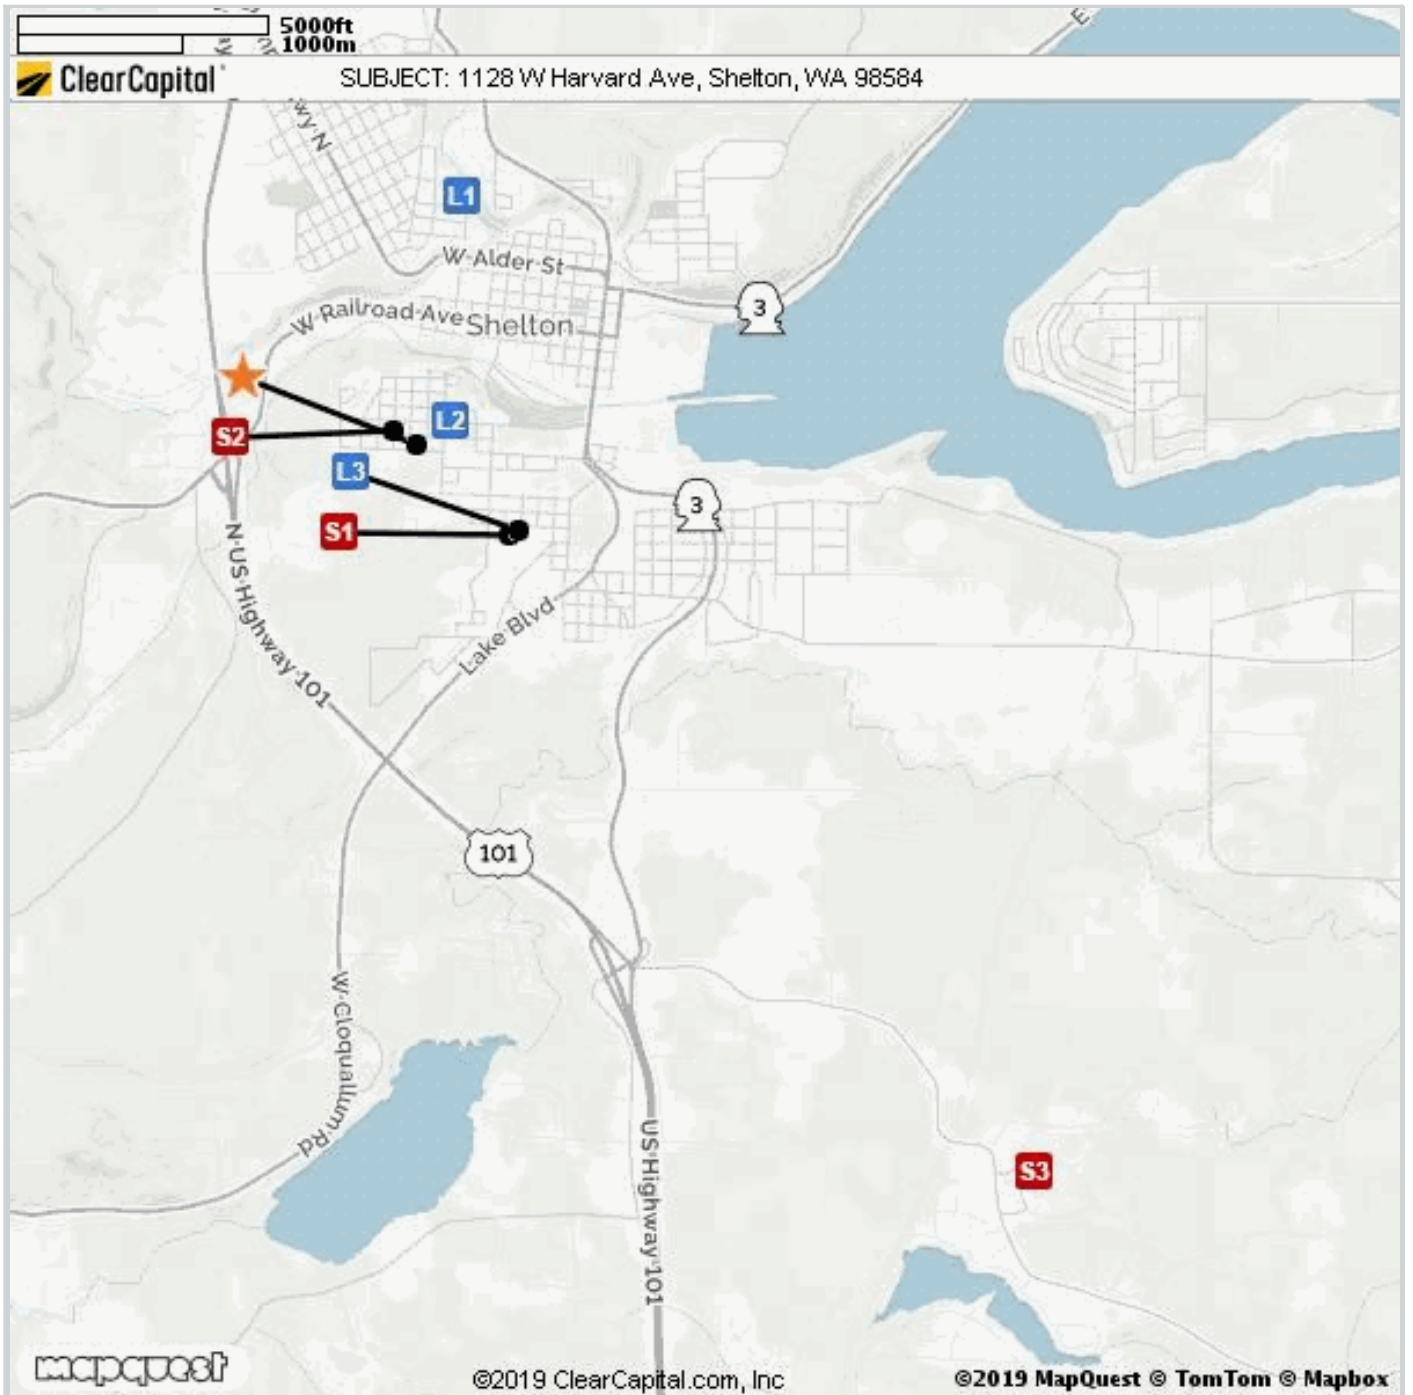 5000ft
1000m
ClearCapital
SUBJECT: 1128 W Harvard Ave, Shelton, WA 98584
wy N
L1
W Alder St
3
W Railroad Ave
Shelton
S2
L2
L3
3
S1
N US Highway 101
Lake Blvd
101
W Cloquallum Rd
US Highway 101
S3
mapquest
©2019 ClearCapital.com, Inc
©2019 MapQuest © TomTom © Mapbox